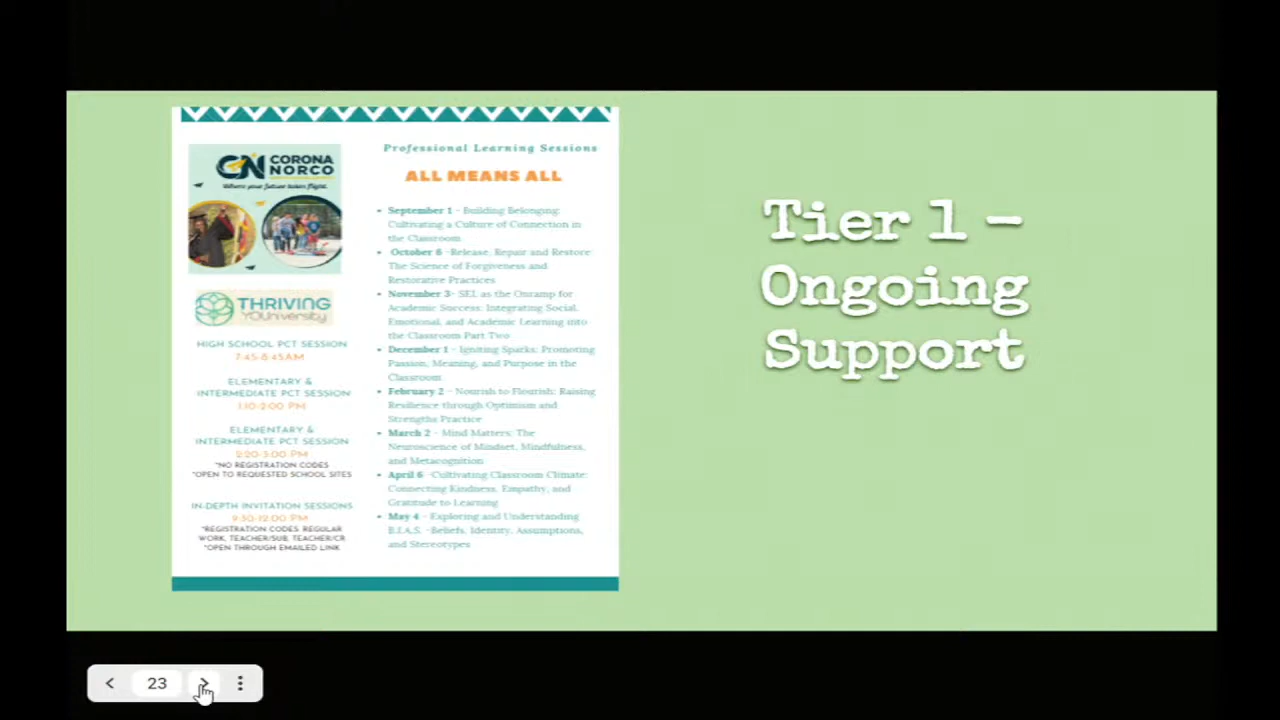 CN CORONA
NORCO
Where your future takes flight.
THRIVING
YOUniversity
HIGH SCHOOL PCT SESSION
7:45-8:45AM
ELEMENTARY &
INTERMEDIATE PCT SESSION
1:10-2:00 PM
ELEMENTARY &
INTERMEDIATE PCT SESSION
2:20-3:00 PM
*NO REGISTRATION CODES
*OPEN TO REQUESTED SCHOOL SITES
IN-DEPTH INVITATION SESSIONS
9:30-12:00 PM
*REGISTRATION CODES: REGULAR
WORK, TEACHER/SUB, TEACHER/CR
*OPEN THROUGH EMAILED LINK
Professional Learning Sessions
ALL MEANS ALL
• September 1 - Building Belonging:
Cultivating a Culture of Connection in
the Classroom
• October 6 -Release, Repair and Restore:
The Science of Forgiveness and
Restorative Practices
• November 3- SEL as the Onramp for
Academic Success: Integrating Social,
Emotional, and Academic Learning into
the Classroom Part Two
• December 1 - Igniting Sparks: Promoting
Passion, Meaning, and Purpose in the
Classroom
• February 2 - Nourish to Flourish: Raising
Resilience through Optimism and
Strengths Practice
• March 2 - Mind Matters: The
Neuroscience of Mindset, Mindfulness,
and Metacognition
• April 6 -Cultivating Classroom Climate:
Connecting Kindness, Empathy, and
Gratitude to Learning
• May 4 - Exploring and Understanding
B.I.A.S. -Beliefs, Identity, Assumptions,
and Stereotypes
Tier 1 –
Ongoing
Support
23